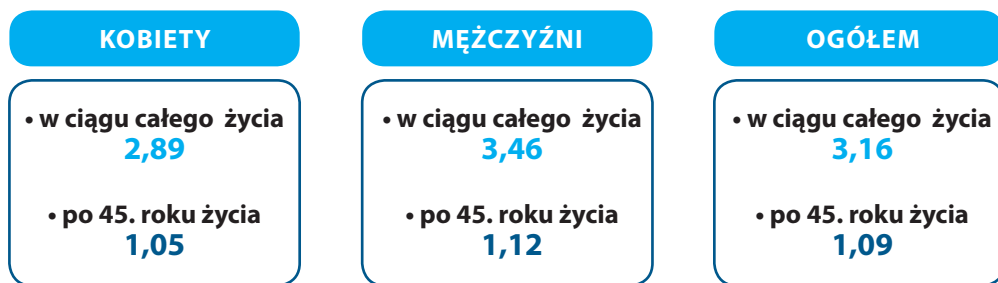 KOBIETY
• w ciągu całego życia
2,89
• po 45. roku życia
1,05
MĘŻCZYŹNI
• w ciągu całego życia
3,46
• po 45. roku życia
1,12
OGÓŁEM
• w ciągu całego życia
3,16
• po 45. roku życia
1,09